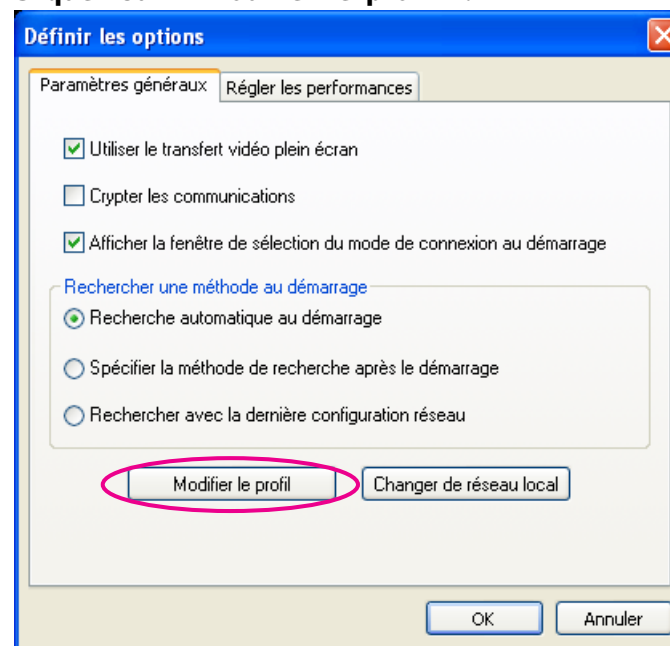 Définir les options
Paramètres généraux Régler les performances
Utiliser le transfert vidéo plein écran
Crypter les communications
Afficher la fenêtre de sélection du mode de connexion au démarrage
Rechercher une méthode au démarrage
Recherche automatique au démarrage
Spécifier la méthode de recherche après le démarrage
Rechercher avec la dernière configuration réseau
Modifier le profil Changer de réseau local
OK Annuler